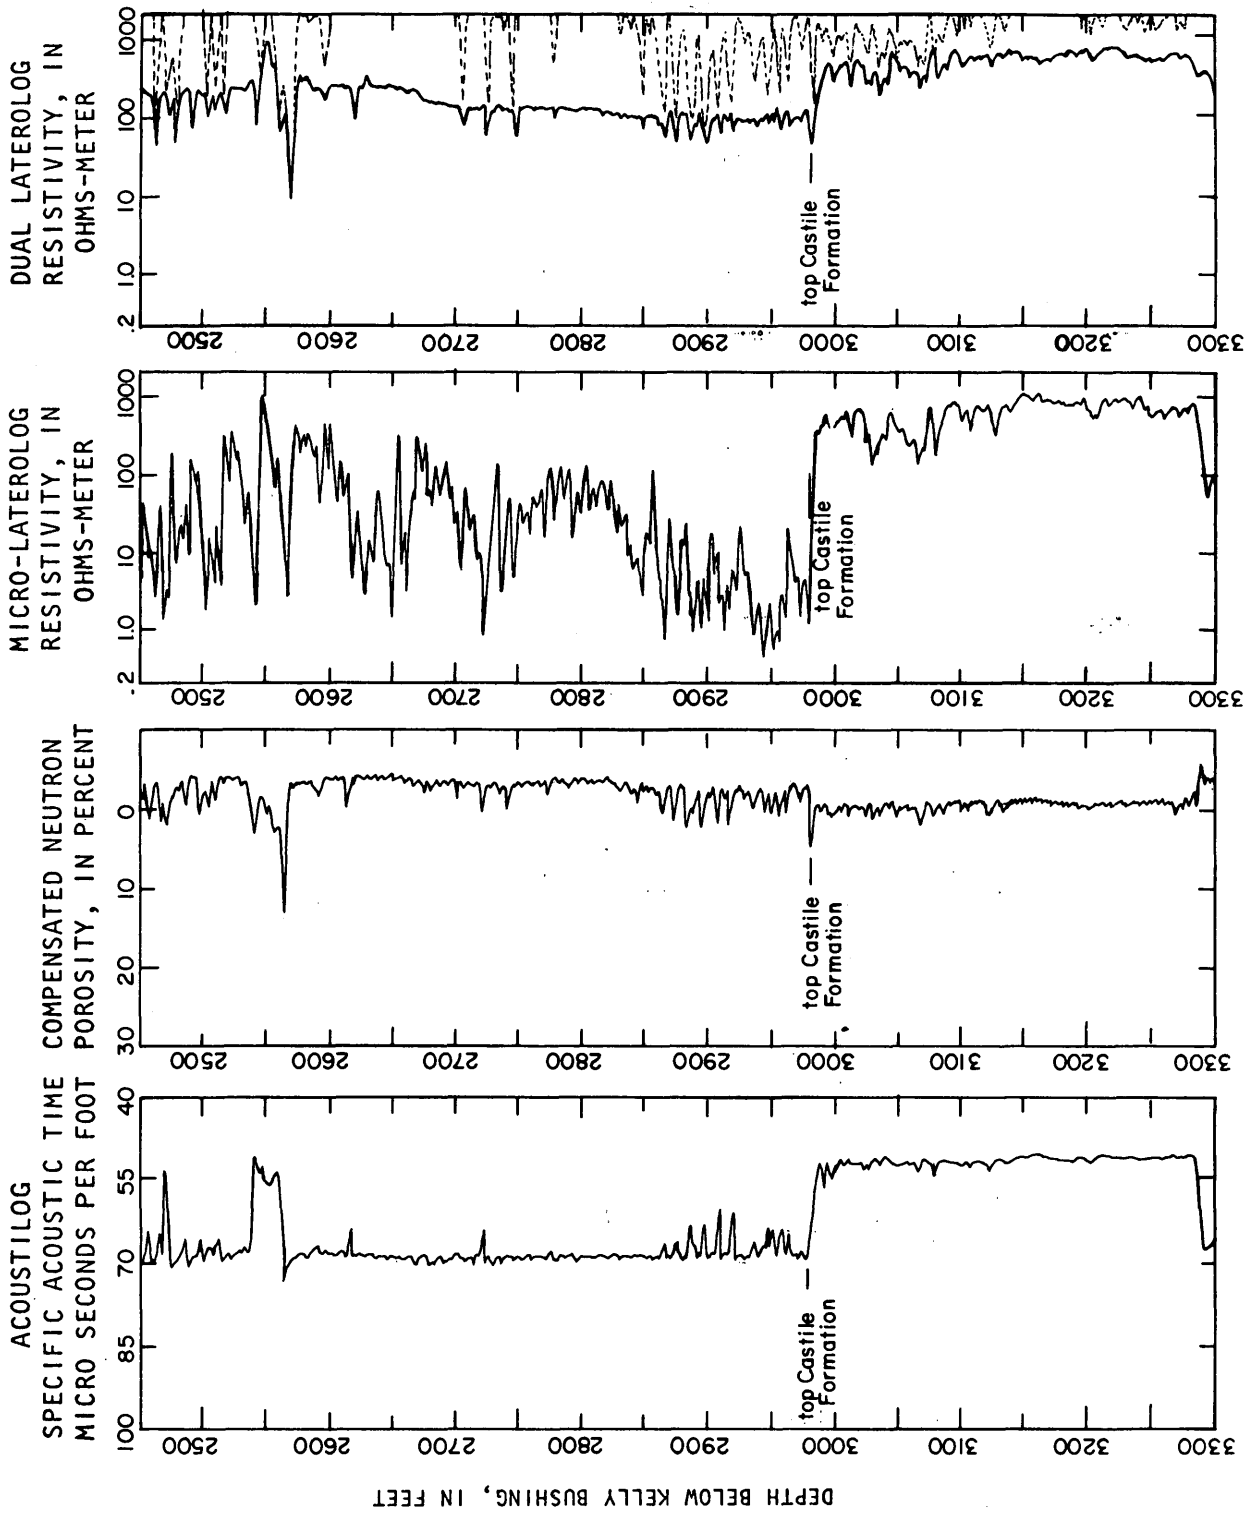 DUAL LATEROLOG
RESISTIVITY, IN
OHMS-METER
1000
100
10
1.0
.2
2500
2600
2700
2800
2900
3000
3100
3200
3300
top Castile
Formation
MICRO-LATEROLOG
RESISTIVITY, IN
OHMS-METER
1000
100
10
1.0
.2
2500
2600
2700
2800
2900
3000
3100
3200
3300
top Castile
Formation
COMPENSATED NEUTRON
POROSITY, IN PERCENT
0
10
20
30
2500
2600
2700
2800
2900
3000
3100
3200
3300
top Castile
Formation
ACOUSTILOG
SPECIFIC ACOUSTIC TIME
MICRO SECONDS PER FOOT
40
55
70
85
100
2500
2600
2700
2800
2900
3000
3100
3200
3300
top Castile
Formation
DEPTH BELOW KELLY BUSHING, IN FEET